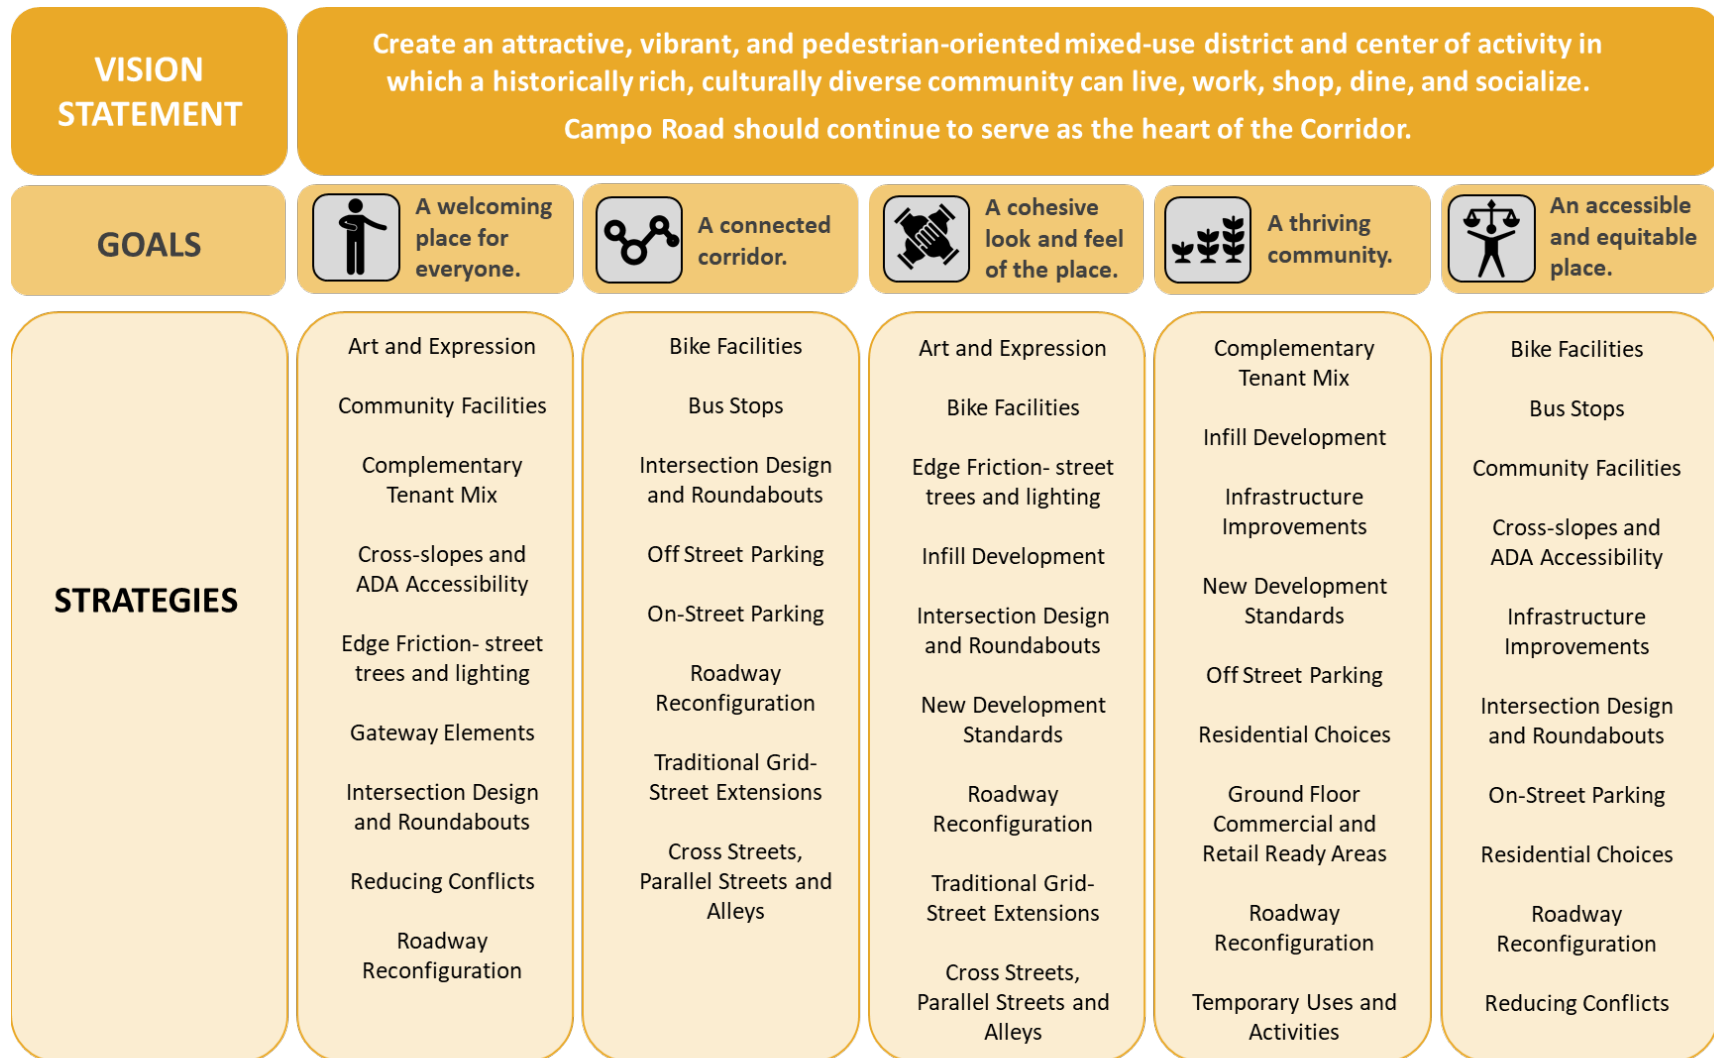 VISION
STATEMENT
Create an attractive, vibrant, and pedestrian-oriented mixed-use district and center of activity in
which a historically rich, culturally diverse community can live, work, shop, dine, and socialize.
Campo Road should continue to serve as the heart of the Corridor.
GOALS
A welcoming
place for
everyone.
A connected
corridor.
A cohesive
look and feel
of the place.
A thriving
community.
An accessible
and equitable
place.
STRATEGIES
Art and Expression
Community Facilities
Complementary
Tenant Mix
Cross-slopes and
ADA Accessibility
Edge Friction- street
trees and lighting
Gateway Elements
Intersection Design
and Roundabouts
Reducing Conflicts
Roadway
Reconfiguration
Bike Facilities
Bus Stops
Intersection Design
and Roundabouts
Off Street Parking
On-Street Parking
Roadway
Reconfiguration
Traditional Grid-
Street Extensions
Cross Streets,
Parallel Streets and
Alleys
Art and Expression
Bike Facilities
Edge Friction- street
trees and lighting
Infill Development
Intersection Design
and Roundabouts
New Development
Standards
Roadway
Reconfiguration
Traditional Grid-
Street Extensions
Cross Streets,
Parallel Streets and
Alleys
Complementary
Tenant Mix
Infill Development
Infrastructure
Improvements
New Development
Standards
Off Street Parking
Residential Choices
Ground Floor
Commercial and
Retail Ready Areas
Roadway
Reconfiguration
Temporary Uses and
Activities
Bike Facilities
Bus Stops
Community Facilities
Cross-slopes and
ADA Accessibility
Infrastructure
Improvements
Intersection Design
and Roundabouts
On-Street Parking
Residential Choices
Roadway
Reconfiguration
Reducing Conflicts